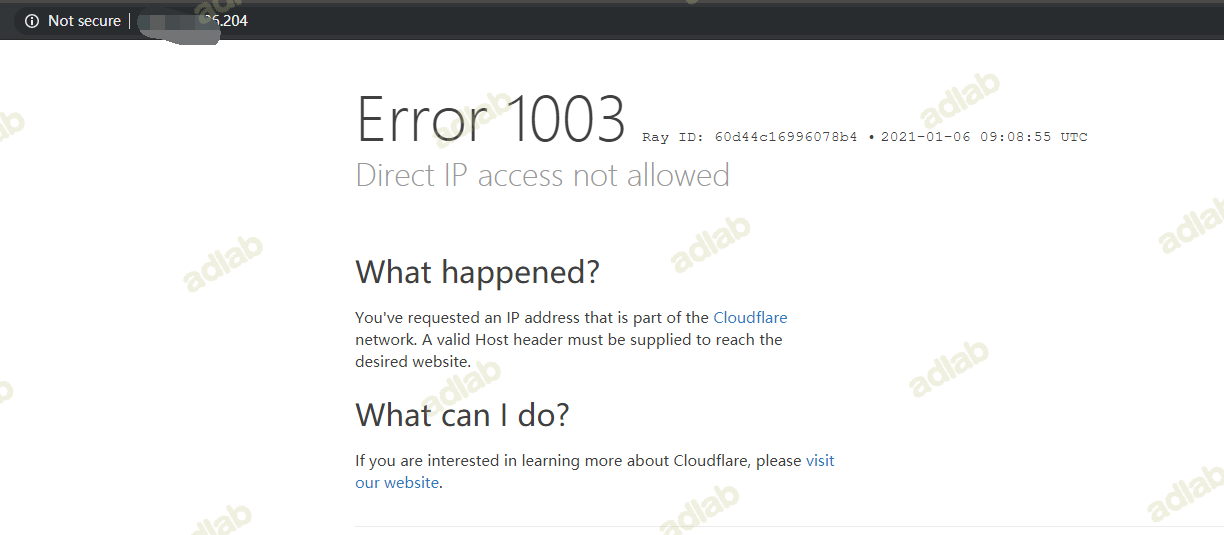 Not secure 6.204
Error 1003 Ray ID: 60d44c16996078b4 • 2021-01-06 09:08:55 UTC
Direct IP access not allowed
What happened?
You've requested an IP address that is part of the Cloudflare
network. A valid Host header must be supplied to reach the
desired website.
What can I do?
If you are interested in learning more about Cloudflare, please visit
our website.
adlab
adlab
adlab
adlab
adlab
adlab
adlab
adlab
adlab
adlab